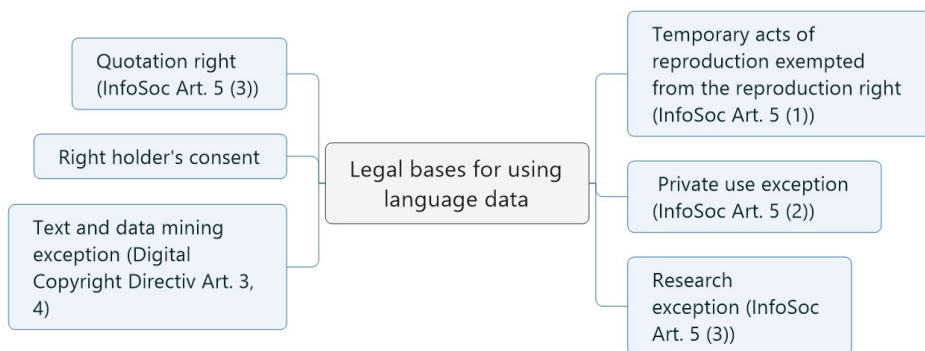 Quotation right
(InfoSoc Art. 5 (3))
Right holder's consent
Text and data mining
exception (Digital
Copyright Directiv Art. 3,
4)
Legal bases for using
language data
Temporary acts of
reproduction exempted
from the reproduction right
(InfoSoc Art. 5 (1))
Private use exception
(InfoSoc Art. 5 (2))
Research
exception (InfoSoc
Art. 5 (3))